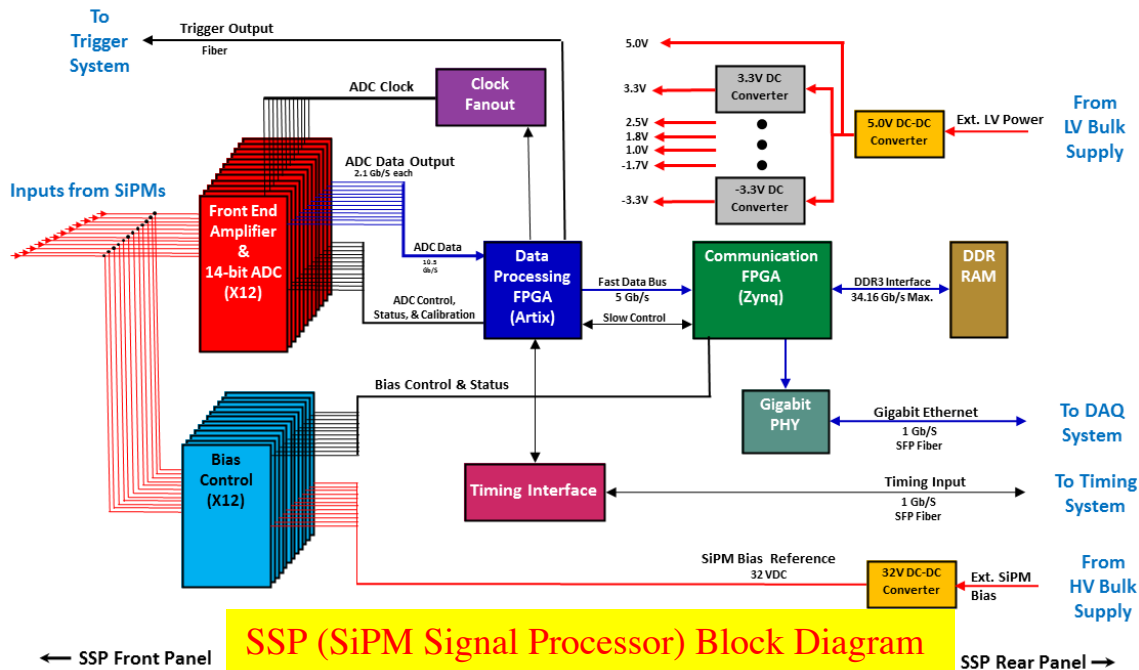 To
Trigger
System
Trigger Output
Fiber
ADC Clock
Clock
Fanout
5.0V
3.3V
2.5V
1.8V
1.0V
-1.7V
-3.3V
3.3V DC
Converter
-3.3V DC
Converter
5.0V DC-DC
Converter
Ext. LV Power
From
LV Bulk
Supply
Inputs from SiPMs
Front End
Amplifier
&
14-bit ADC
(X12)
ADC Data Output
2.1 Gb/S each
ADC Data
10.5
Gb/S
ADC Control,
Status, & Calibration
Data
Processing
FPGA
(Artix)
Fast Data Bus
5 Gb/s
Slow Control
Communication
FPGA
(Zynq)
DDR3 Interface
34.16 Gb/s Max.
DDR
RAM
Bias Control & Status
Gigabit
PHY
Gigabit Ethernet
1 Gb/S
SFP Fiber
To DAQ
System
Bias
Control
(X12)
Timing Interface
Timing Input
1 Gb/S
SFP Fiber
To Timing
System
SiPM Bias Reference
32 VDC
32V DC-DC
Converter
Ext. SiPM
Bias
From
HV Bulk
Supply
SSP (SiPM Signal Processor) Block Diagram
← SSP Front Panel
SSP Rear Panel →